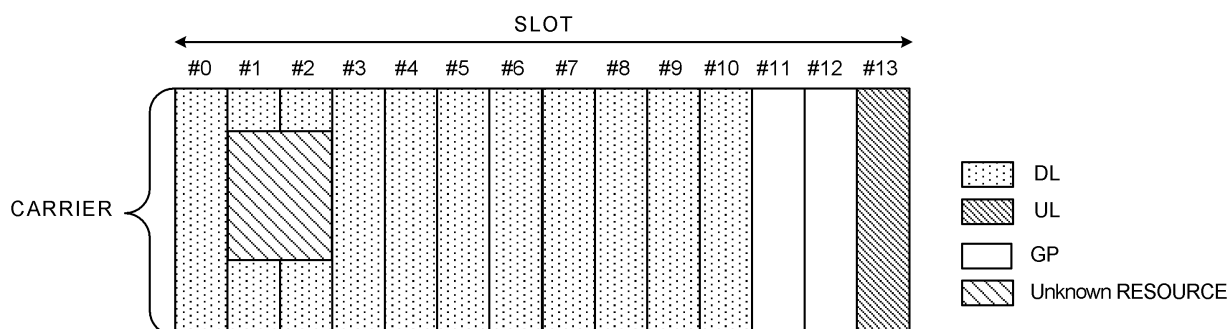 SLOT
#0 #1 #2 #3 #4 #5 #6 #7 #8 #9 #10 #11 #12 #13
CARRIER
DL
UL
GP
Unknown RESOURCE